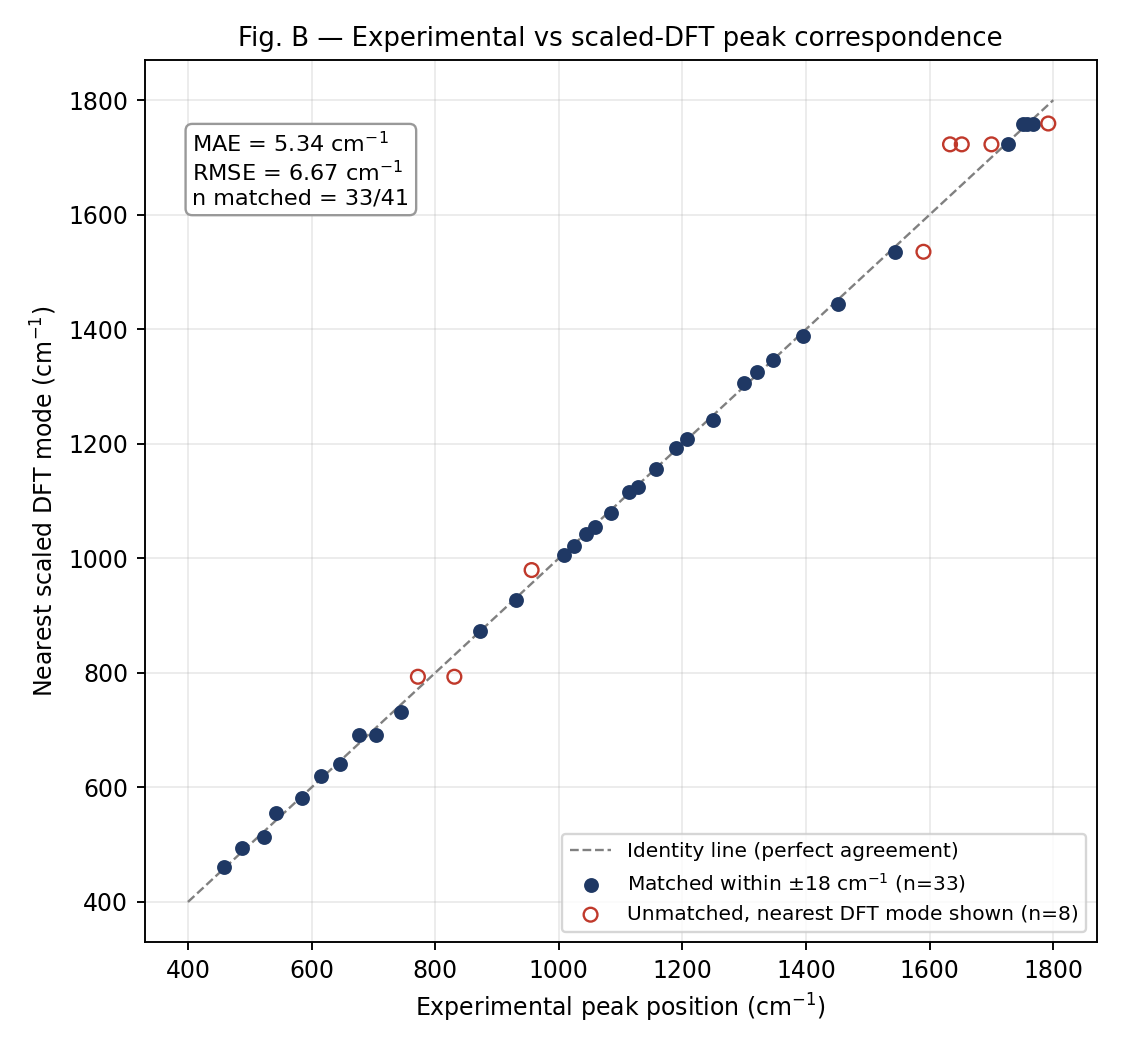 Fig. B — Experimental vs scaled-DFT peak correspondence
MAE = 5.34 cm⁻¹
RMSE = 6.67 cm⁻¹
n matched = 33/41
Nearest scaled DFT mode (cm⁻¹)
1800
1600
1400
1200
1000
800
600
400
Identity line (perfect agreement)
Matched within ±18 cm⁻¹ (n=33)
Unmatched, nearest DFT mode shown (n=8)
400 600 800 1000 1200 1400 1600 1800
Experimental peak position (cm⁻¹)